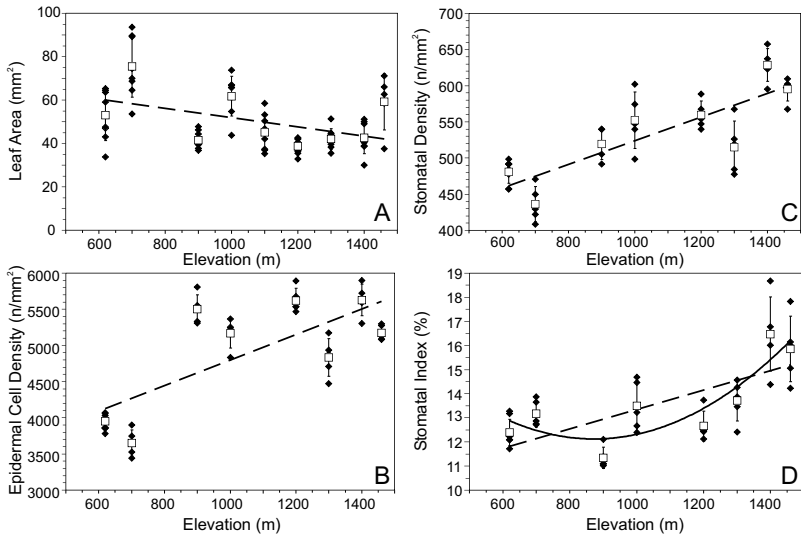 100
80
60
40
20
0
Leaf Area (mm²)
A
600 800 1000 1200 1400
Elevation (m)
6000
5500
5000
4500
4000
3500
3000
Epidermal Cell Density (n/mm²)
B
600 800 1000 1200 1400
Elevation (m)
700
650
600
550
500
450
400
Stomatal Density (n/mm²)
C
600 800 1000 1200 1400
Elevation (m)
19
18
17
16
15
14
13
12
11
10
Stomatal Index (%)
D
600 800 1000 1200 1400
Elevation (m)